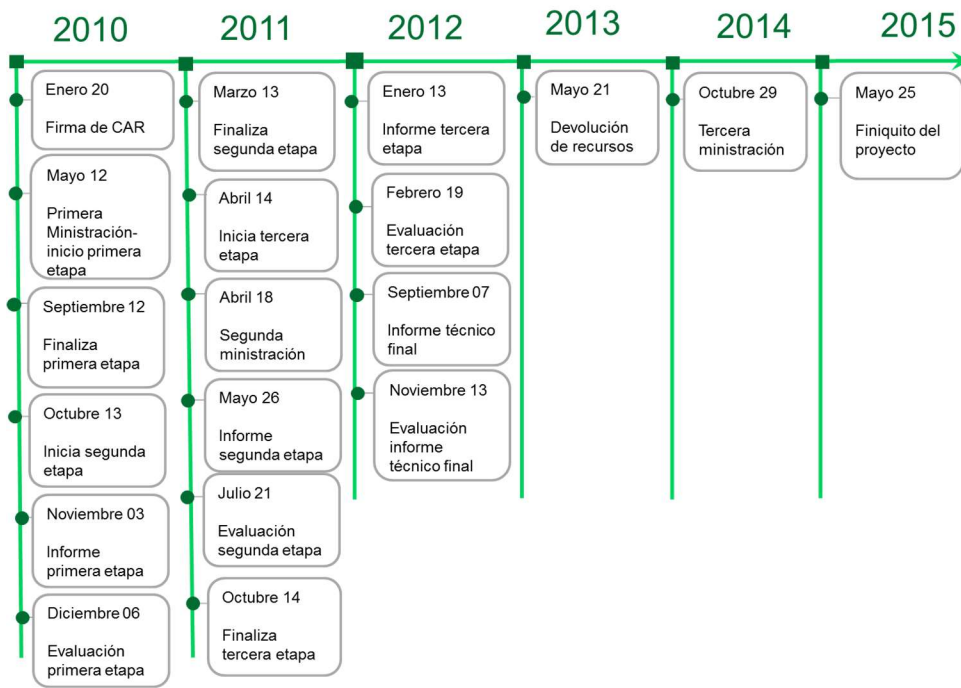 2010
2011
2012
2013
2014
2015
Enero 20
Firma de CAR
Mayo 12
Primera
Ministración-
inicio primera
etapa
Septiembre 12
Finaliza
primera etapa
Octubre 13
Inicia segunda
etapa
Noviembre 03
Informe
primera etapa
Diciembre 06
Evaluación
primera etapa
Marzo 13
Finaliza
segunda etapa
Abril 14
Inicia tercera
etapa
Abril 18
Segunda
ministración
Mayo 26
Informe
segunda etapa
Julio 21
Evaluación
segunda etapa
Octubre 14
Finaliza
tercera etapa
Enero 13
Informe tercera
etapa
Febrero 19
Evaluación
tercera etapa
Septiembre 07
Informe técnico
final
Noviembre 13
Evaluación
informe
técnico final
Mayo 21
Devolución
de recursos
Octubre 29
Tercera
ministración
Mayo 25
Finiquito del
proyecto